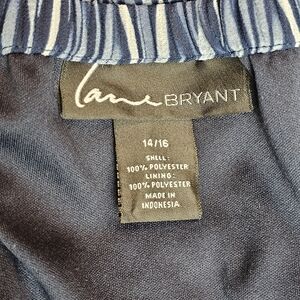 Lane BRYANT
14/16
SHELL:
100% POLYESTER
LINING:
100% POLYESTER
MADE IN
INDONESIA